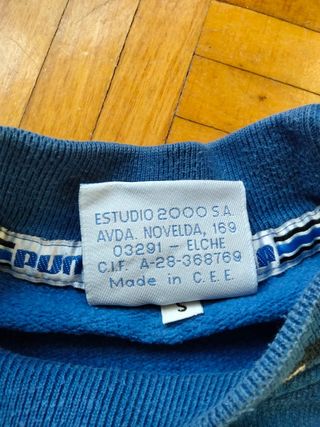 ESTUDIO 2000 S.A.
AVDA. NOVELDA, 169
03291 - ELCHE
C.I.F. A-28-368769
Made in C.E.E.
S